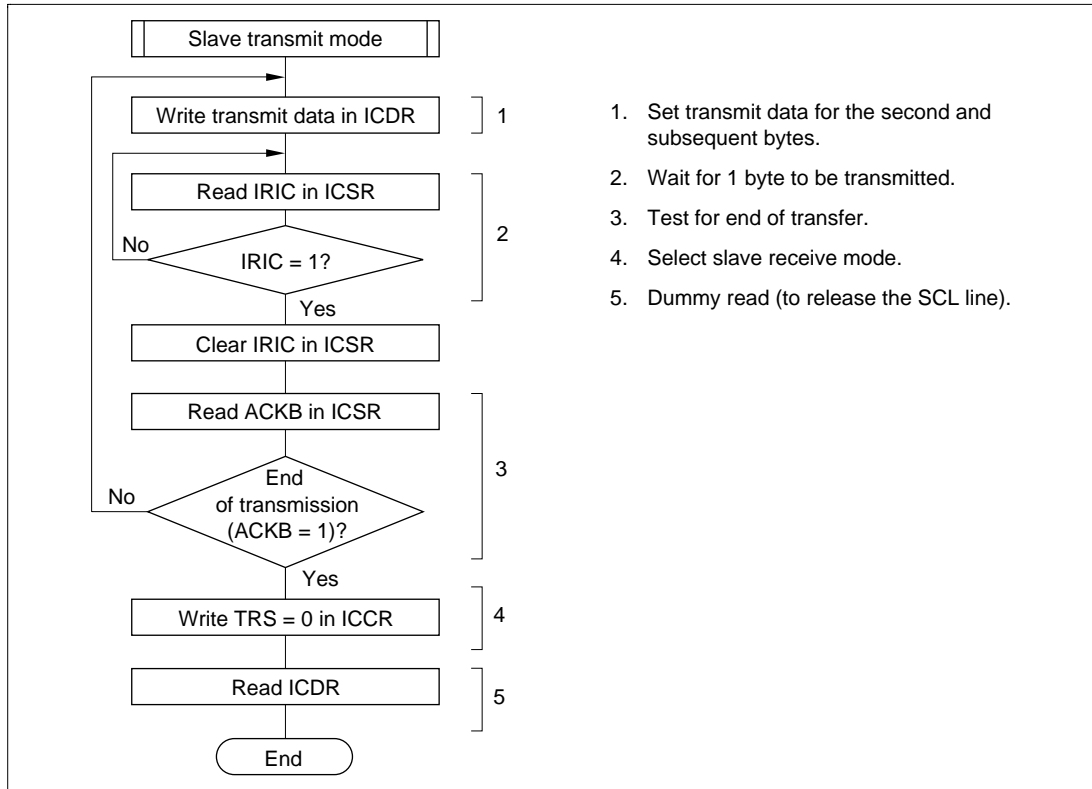 Slave transmit mode
Write transmit data in ICDR
1
Read IRIC in ICSR
2
No
IRIC = 1?
Yes
Clear IRIC in ICSR
Read ACKB in ICSR
3
No
End
of transmission
(ACKB = 1)?
Yes
Write TRS = 0 in ICCR
4
Read ICDR
5
End
1. Set transmit data for the second and
subsequent bytes.
2. Wait for 1 byte to be transmitted.
3. Test for end of transfer.
4. Select slave receive mode.
5. Dummy read (to release the SCL line).